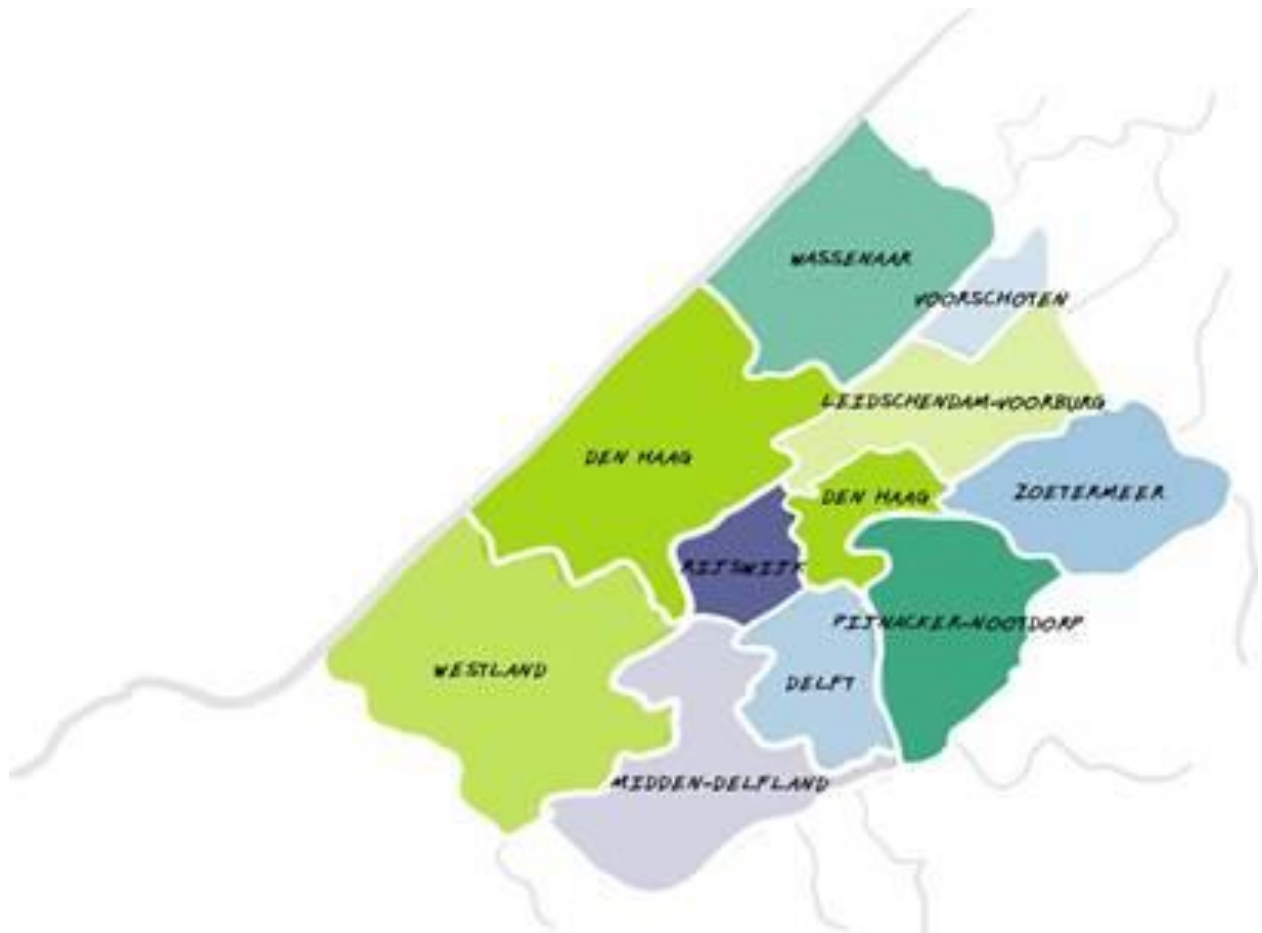 WASSENAAR
VOORSCHOTEN
LEIDSCHENDAM-VOORBURG
DEN HAAG
DEN HAAG
ZOETERMEER
RIJSWIJK
PIJNACKER-NOOTDORP
WESTLAND
DELFT
MIDDEN-DELFLAND